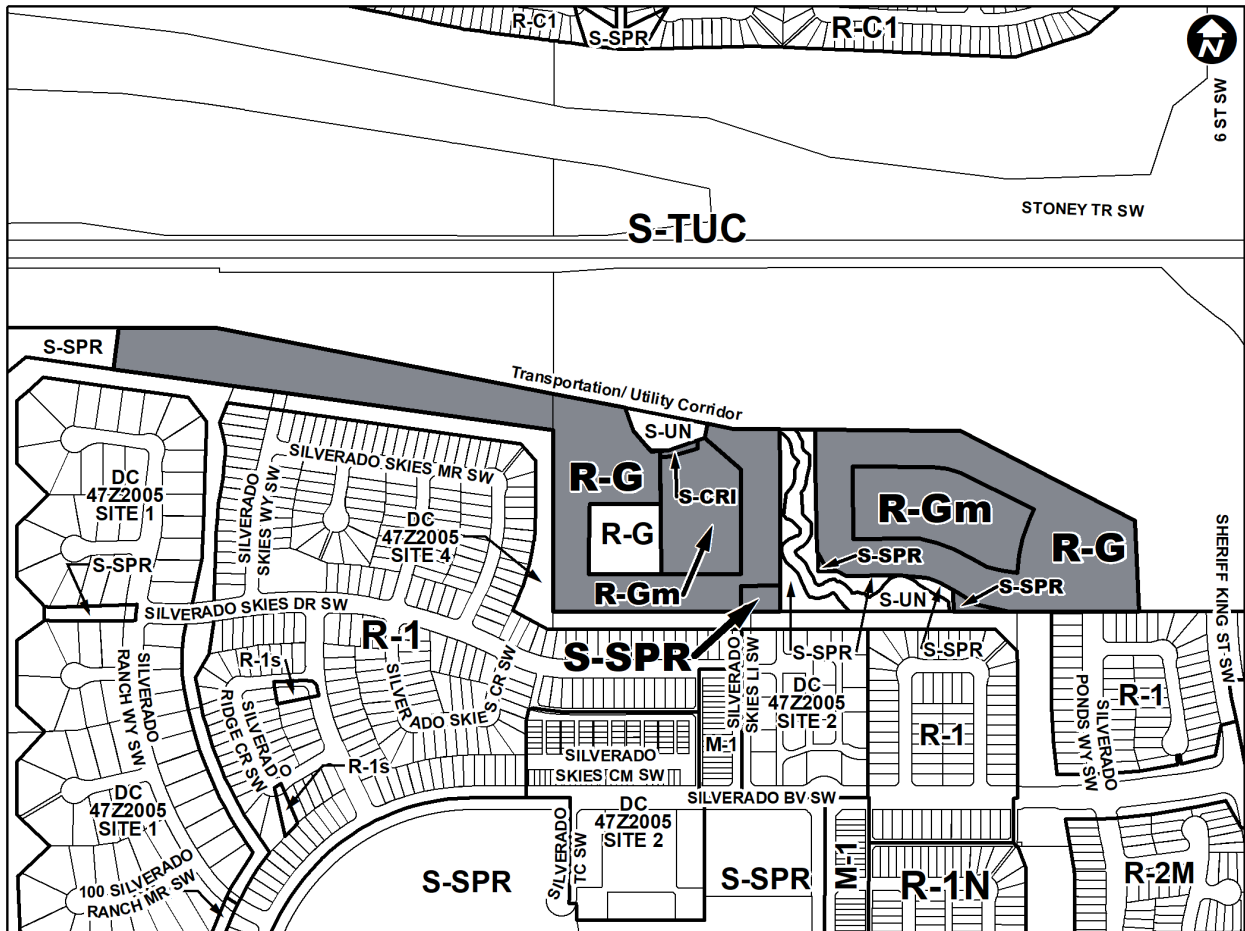 R-C1
S-SPR
R-C1
N
6 ST SW
STONEY TR SW
S-TUC
S-SPR
Transportation/ Utility Corridor
S-UN
SILVERADO SKIES MR SW
SILVERADO
SKIES WY SW
DC
47Z2005
SITE 1
DC
47Z2005
SITE 4
R-G
S-CRI
R-G
R-Gm
R-Gm
R-G
S-SPR
S-SPR
S-UN
S-SPR
SILVERADO SKIES DR SW
R-1
S-SPR
S-SPR
S-SPR
SHERIFF KING ST SW
SILVERADO
RANCH WY SW
R-1s
SILVERADO
RIDGE CR SW
SILVERADO SKIES CR SW
SILVERADO
SKIES LI SW
DC
47Z2005
SITE 2
R-1
R-1
SILVERADO
PONDS WY SW
M-1
SILVERADO
SKIES CM SW
R-1s
SILVERADO BV SW
DC
47Z2005
SITE 1
DC
47Z2005
SITE 2
SILVERADO
TC SW
S-SPR
S-SPR
M-1
R-1N
R-2M
100 SILVERADO
RANCH MR SW